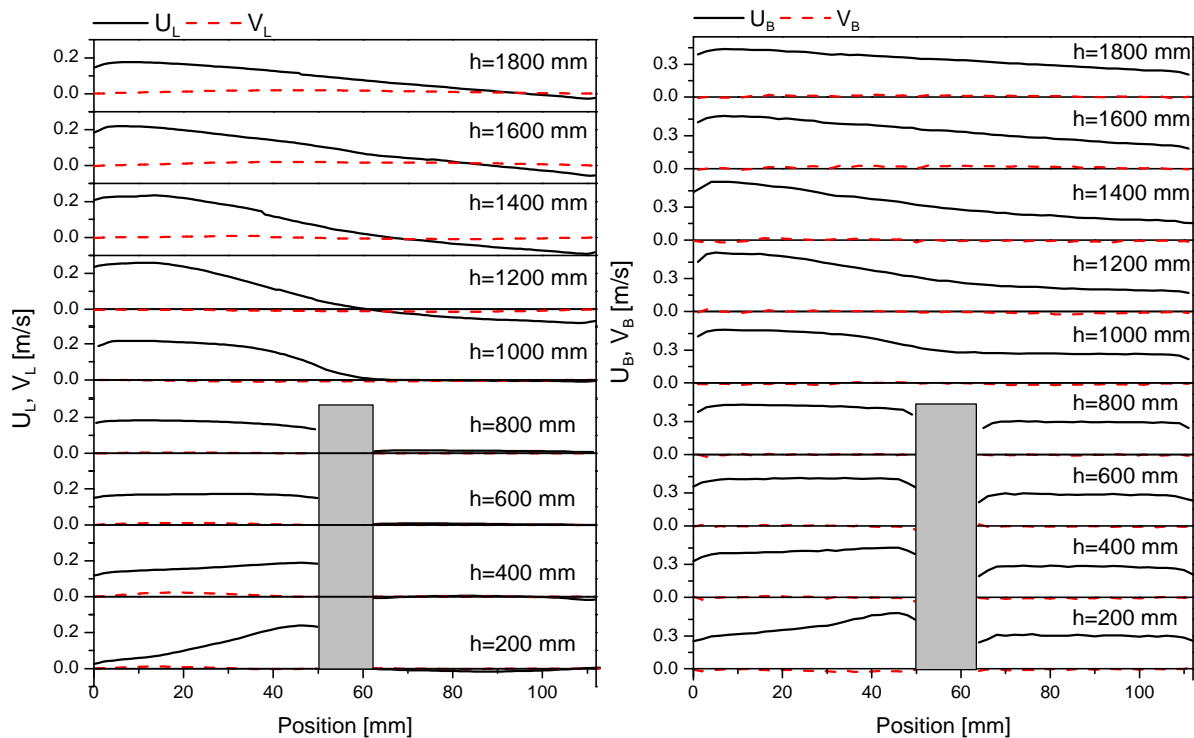 U_L V_L
0.2
h=1800 mm
0.0
0.2
h=1600 mm
0.0
0.2
h=1400 mm
0.0
0.2
h=1200 mm
0.0
0.2
h=1000 mm
0.0
0.2
h=800 mm
0.0
0.2
h=600 mm
0.0
0.2
h=400 mm
0.0
0.2
h=200 mm
0.0
0 20 40 60 80 100
Position [mm]
U_L, V_L [m/s]
U_B V_B
0.3
h=1800 mm
0.0
h=1600 mm
0.3
0.0
h=1400 mm
0.3
0.0
h=1200 mm
0.3
0.0
h=1000 mm
0.3
0.0
h=800 mm
0.3
0.0
h=600 mm
0.3
0.0
h=400 mm
0.3
0.0
h=200 mm
0.3
0.0
0 20 40 60 80 100
Position [mm]
U_B, V_B [m/s]